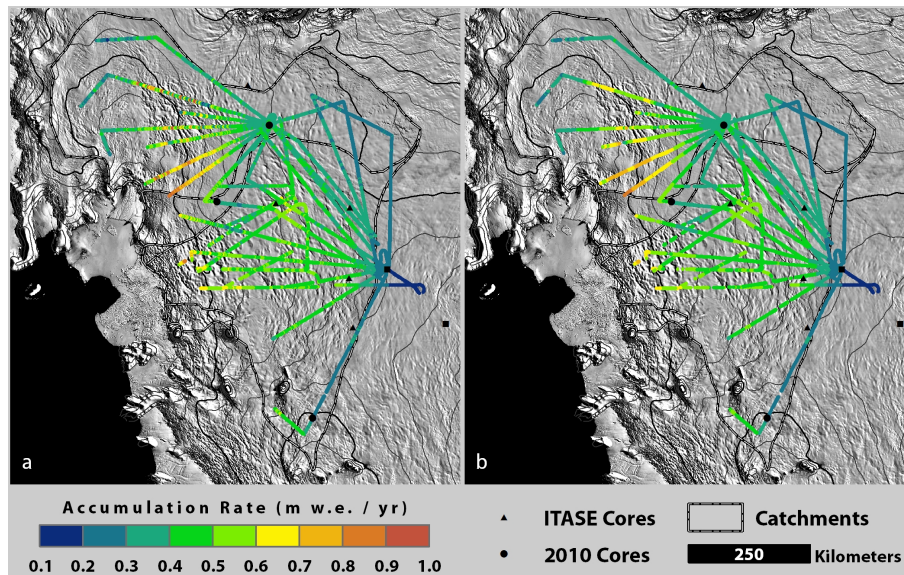 a
b
Accumulation Rate (m w.e. / yr)
0.1 0.2 0.3 0.4 0.5 0.6 0.7 0.8 0.9 1.0
ITASE Cores
2010 Cores
Catchments
250 Kilometers